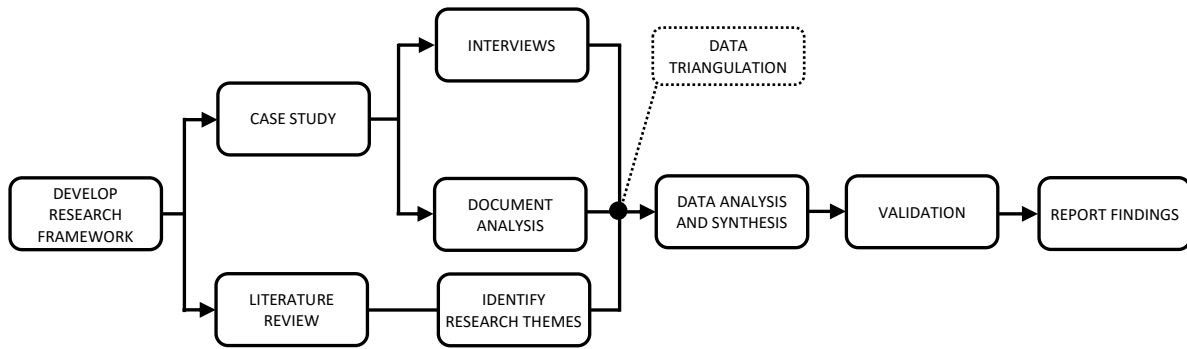 DEVELOP
RESEARCH
FRAMEWORK
CASE STUDY
LITERATURE
REVIEW
INTERVIEWS
DOCUMENT
ANALYSIS
IDENTIFY
RESEARCH THEMES
DATA
TRIANGULATION
DATA ANALYSIS
AND SYNTHESIS
VALIDATION
REPORT FINDINGS